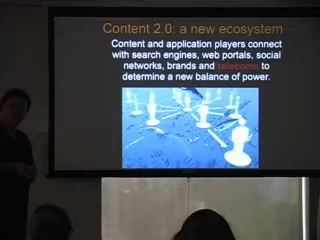 Content 2.0: a new ecosystem
Content and application players connect
with search engines, web portals, social
networks, brands and telecoms to
determine a new balance of power.